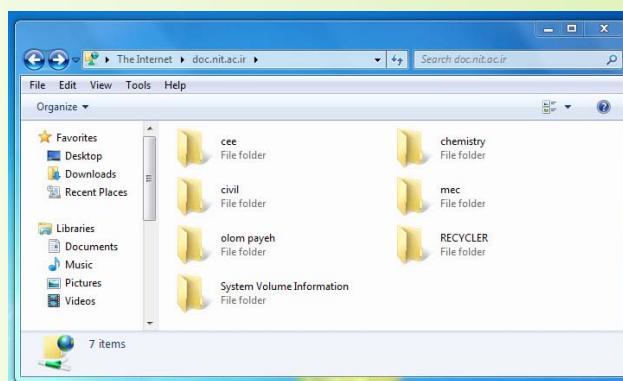 The Internet ▸ doc.nit.ac.ir ▸
Search doc.nit.ac.ir
File Edit View Tools Help
Organize
Favorites
Desktop
Downloads
Recent Places
Libraries
Documents
Music
Pictures
Videos
cee
File folder
chemistry
File folder
civil
File folder
mec
File folder
olom payeh
File folder
RECYCLER
File folder
System Volume Information
File folder
7 items